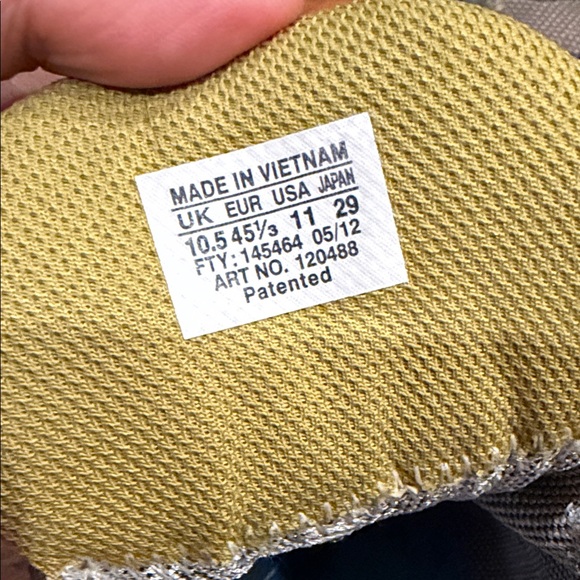 MADE IN VIETNAM
UK EUR USA JAPAN
10.5 45⅓ 11 29
FTY: 145464 05/12
ART NO. 120488
Patented